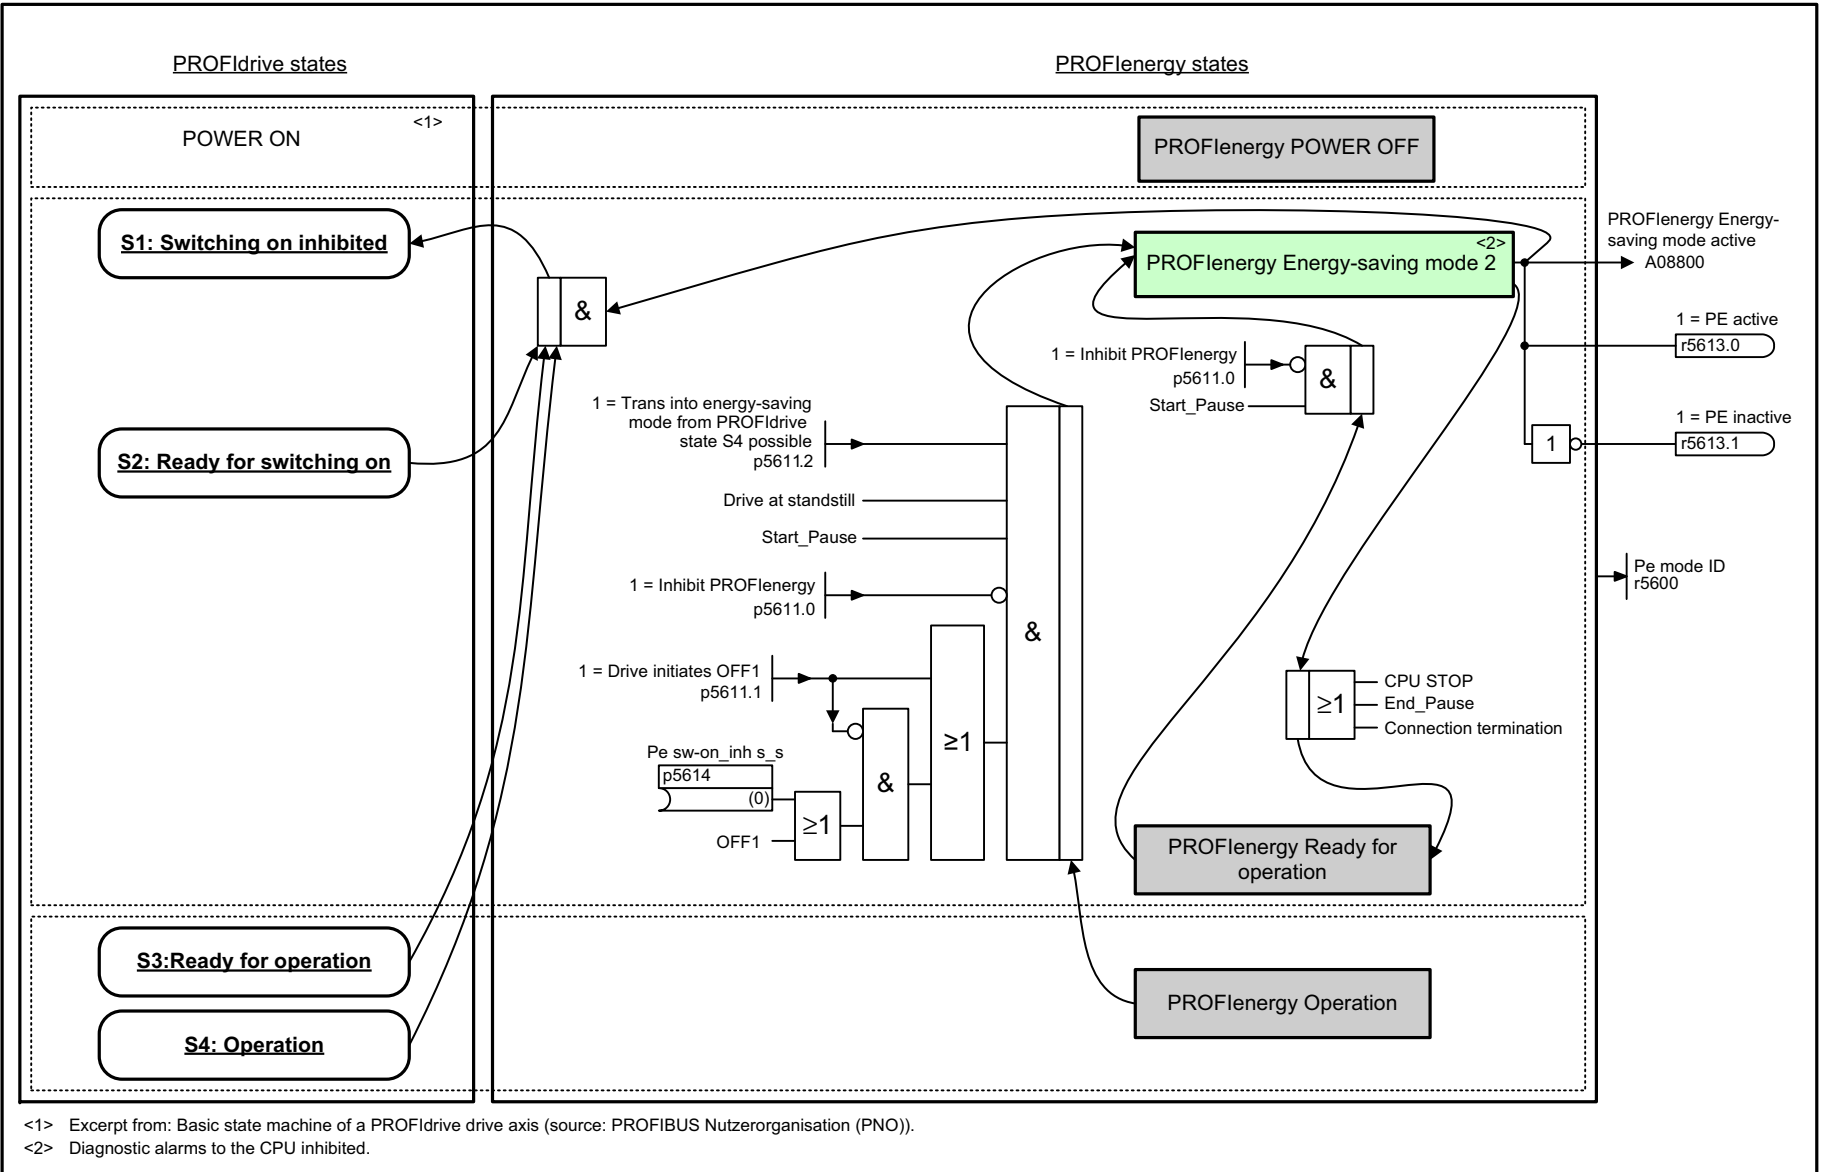 PROFIdrive states
PROFIenergy states
<1>
POWER ON
PROFIenergy POWER OFF
S1: Switching on inhibited
&
<2>
PROFIenergy Energy-saving mode 2
PROFIenergy Energy-
saving mode active
A08800
1 = PE active
r5613.0
1 = PE inactive
r5613.1
1
1 = Inhibit PROFIenergy
p5611.0
&
Start_Pause
S2: Ready for switching on
1 = Trans into energy-saving
mode from PROFIdrive
state S4 possible
p5611.2
Drive at standstill
Start_Pause
1 = Inhibit PROFIenergy
p5611.0
&
1 = Drive initiates OFF1
p5611.1
Pe sw-on_inh s_s
p5614
(0)
OFF1
≥1
&
≥1
Pe mode ID
r5600
≥1
CPU STOP
End_Pause
Connection termination
PROFIenergy Ready for
operation
S3:Ready for operation
S4: Operation
PROFIenergy Operation
<1> Excerpt from: Basic state machine of a PROFIdrive drive axis (source: PROFIBUS Nutzerorganisation (PNO)).
<2> Diagnostic alarms to the CPU inhibited.